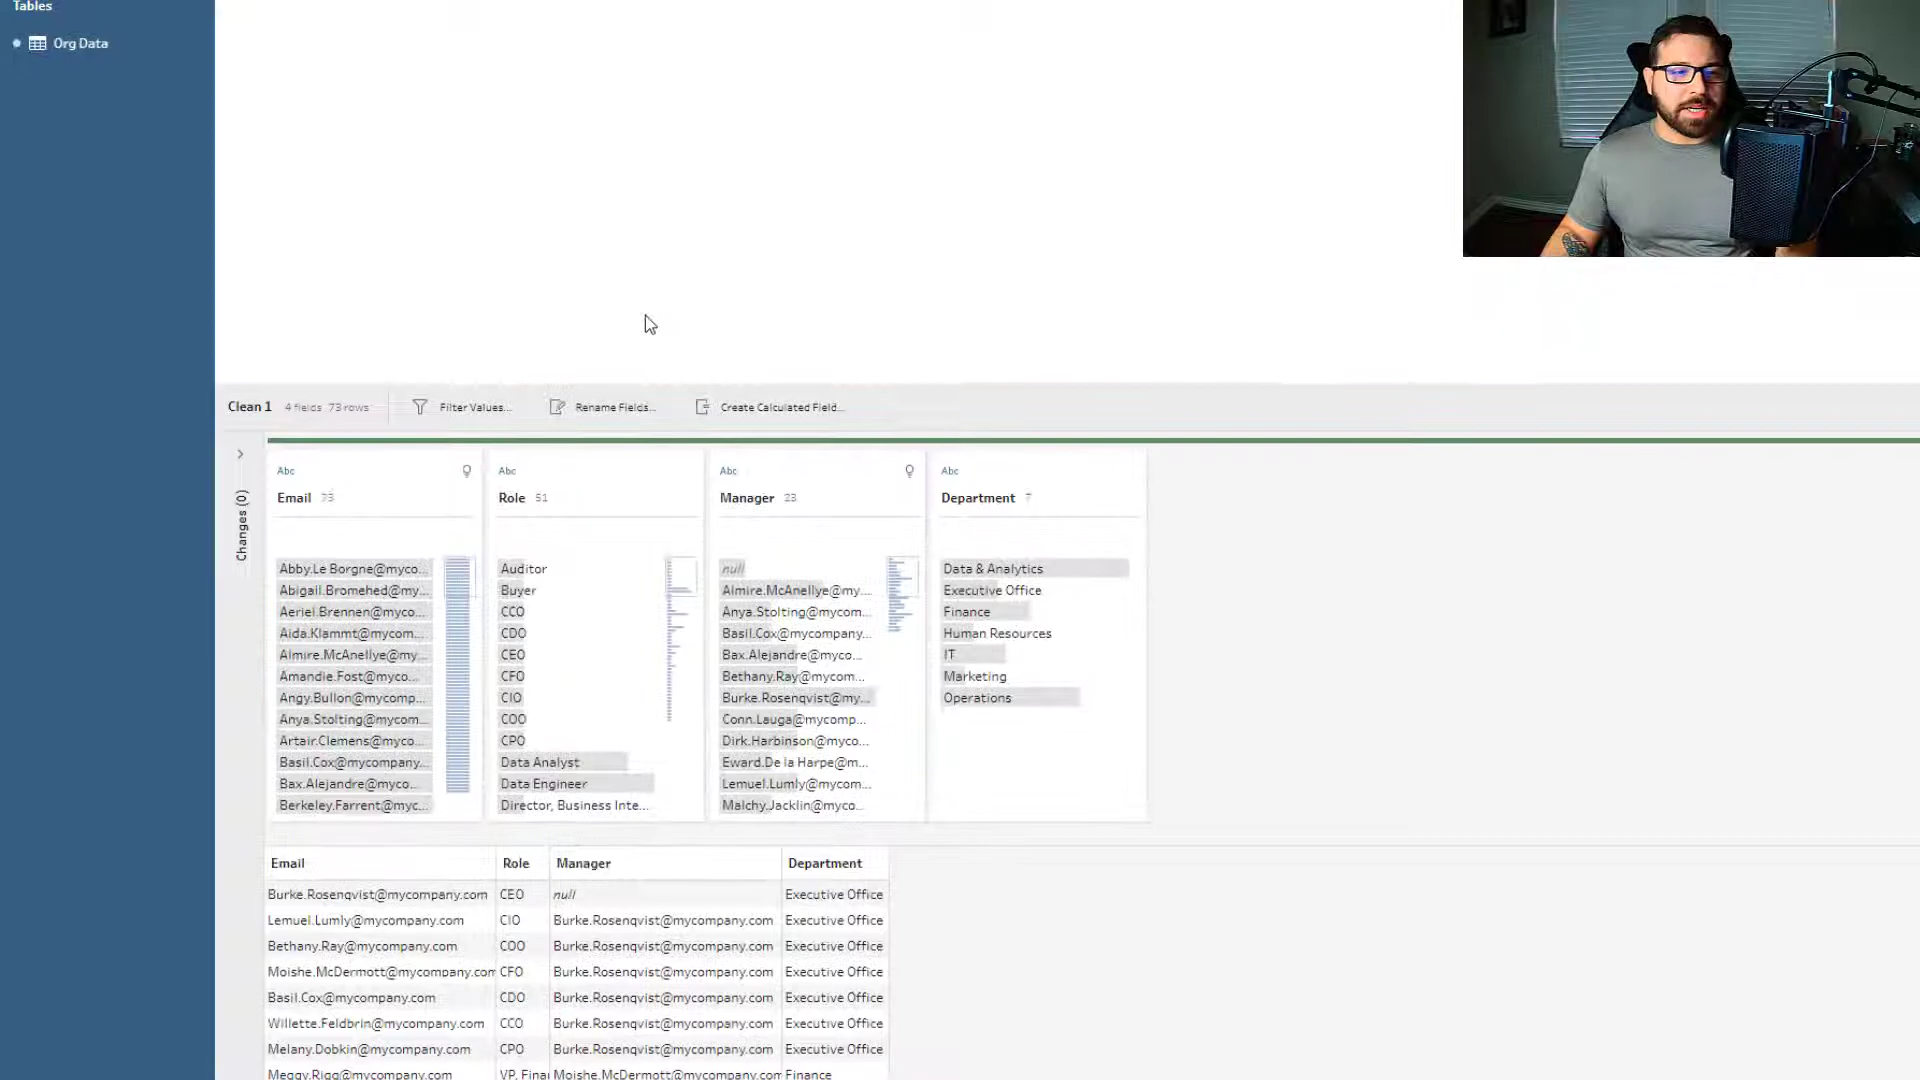 Tables
Org Data
Clean 1 4 fields 73 rows Filter Values... Rename Fields... Create Calculated Field...
Changes (0)
Abc Abc Abc Abc
Email 73 Role 51 Manager 23 Department 7
Abby.Le Borgne@myco... Auditor null Data & Analytics
Abigail.Bromehed@my... Buyer Almire.McAnellye@my... Executive Office
Aeriel.Brennen@myco... CCO Anya.Stolting@mycom... Finance
Aida.Klammt@mycom... CDO Basil.Cox@mycompany... Human Resources
Almire.McAnellye@my... CEO Bax.Alejandre@myco... IT
Amandie.Fost@myco... CFO Bethany.Ray@mycom... Marketing
Angy.Bullon@mycomp... CIO Burke.Rosenqvist@my... Operations
Anya.Stolting@mycom... COO Conn.Lauga@mycomp...
Artair.Clemens@myco... CPO Dirk.Harbinson@myco...
Basil.Cox@mycompany... Data Analyst Eward.De la Harpe@m...
Bax.Alejandre@myco... Data Engineer Lemuel.Lumly@mycom...
Berkeley.Farrent@myc... Director, Business Inte... Malchy.Jacklin@myco...
Email Role Manager Department
Burke.Rosenqvist@mycompany.com CEO null Executive Office
Lemuel.Lumly@mycompany.com CIO Burke.Rosenqvist@mycompany.com Executive Office
Bethany.Ray@mycompany.com COO Burke.Rosenqvist@mycompany.com Executive Office
Moishe.McDermott@mycompany.com CFO Burke.Rosenqvist@mycompany.com Executive Office
Basil.Cox@mycompany.com CDO Burke.Rosenqvist@mycompany.com Executive Office
Willette.Feldbrin@mycompany.com CCO Burke.Rosenqvist@mycompany.com Executive Office
Melany.Dobkin@mycompany.com CPO Burke.Rosenqvist@mycompany.com Executive Office
Meggy.Rigg@mycompany.com VP, Finan Moishe.McDermott@mycompany.com Finance